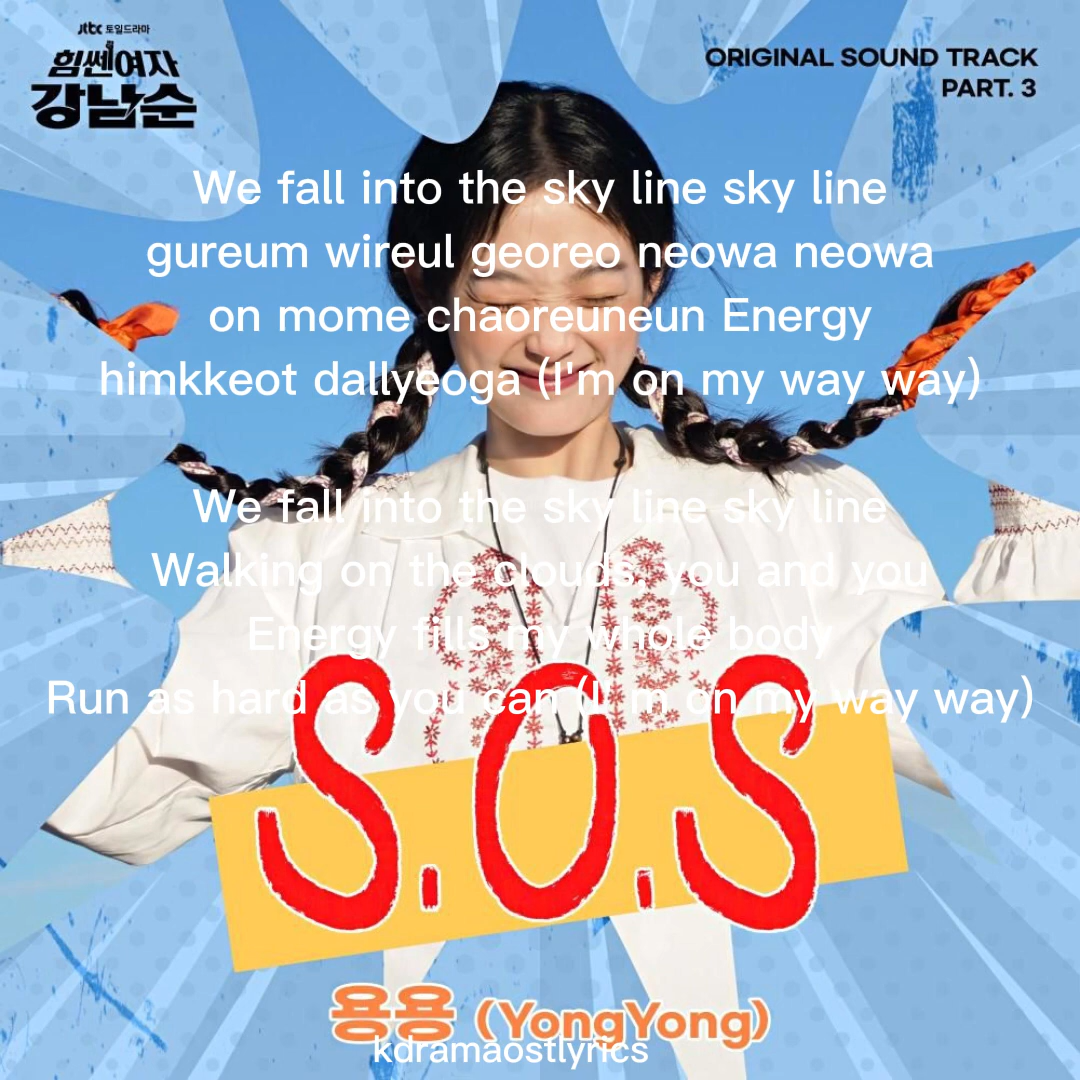 jtbc 토일드라마
힘쎈여자
강남순
ORIGINAL SOUND TRACK
PART. 3
We fall into the sky line sky line
gureum wireul georeo neowa neowa
on mome chaoreuneun Energy
himkkeot dallyeoga (I'm on my way way)
We fall into the sky line sky line
Walking on the clouds, you and you
Energy fills my whole body
Run as hard as you can (I' m on my way way)
S.O.S
용용 (YongYong)
kdramaostlyrics